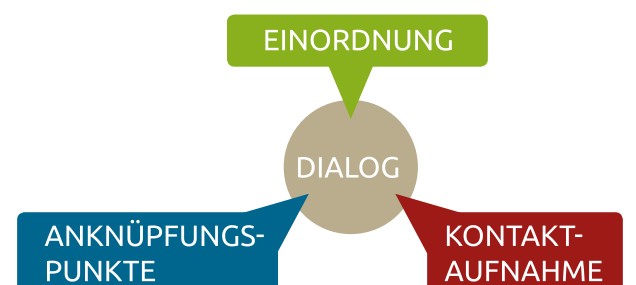 EINORDNUNG
DIALOG
ANKNÜPFUNGS-
PUNKTE
KONTAKT-
AUFNAHME